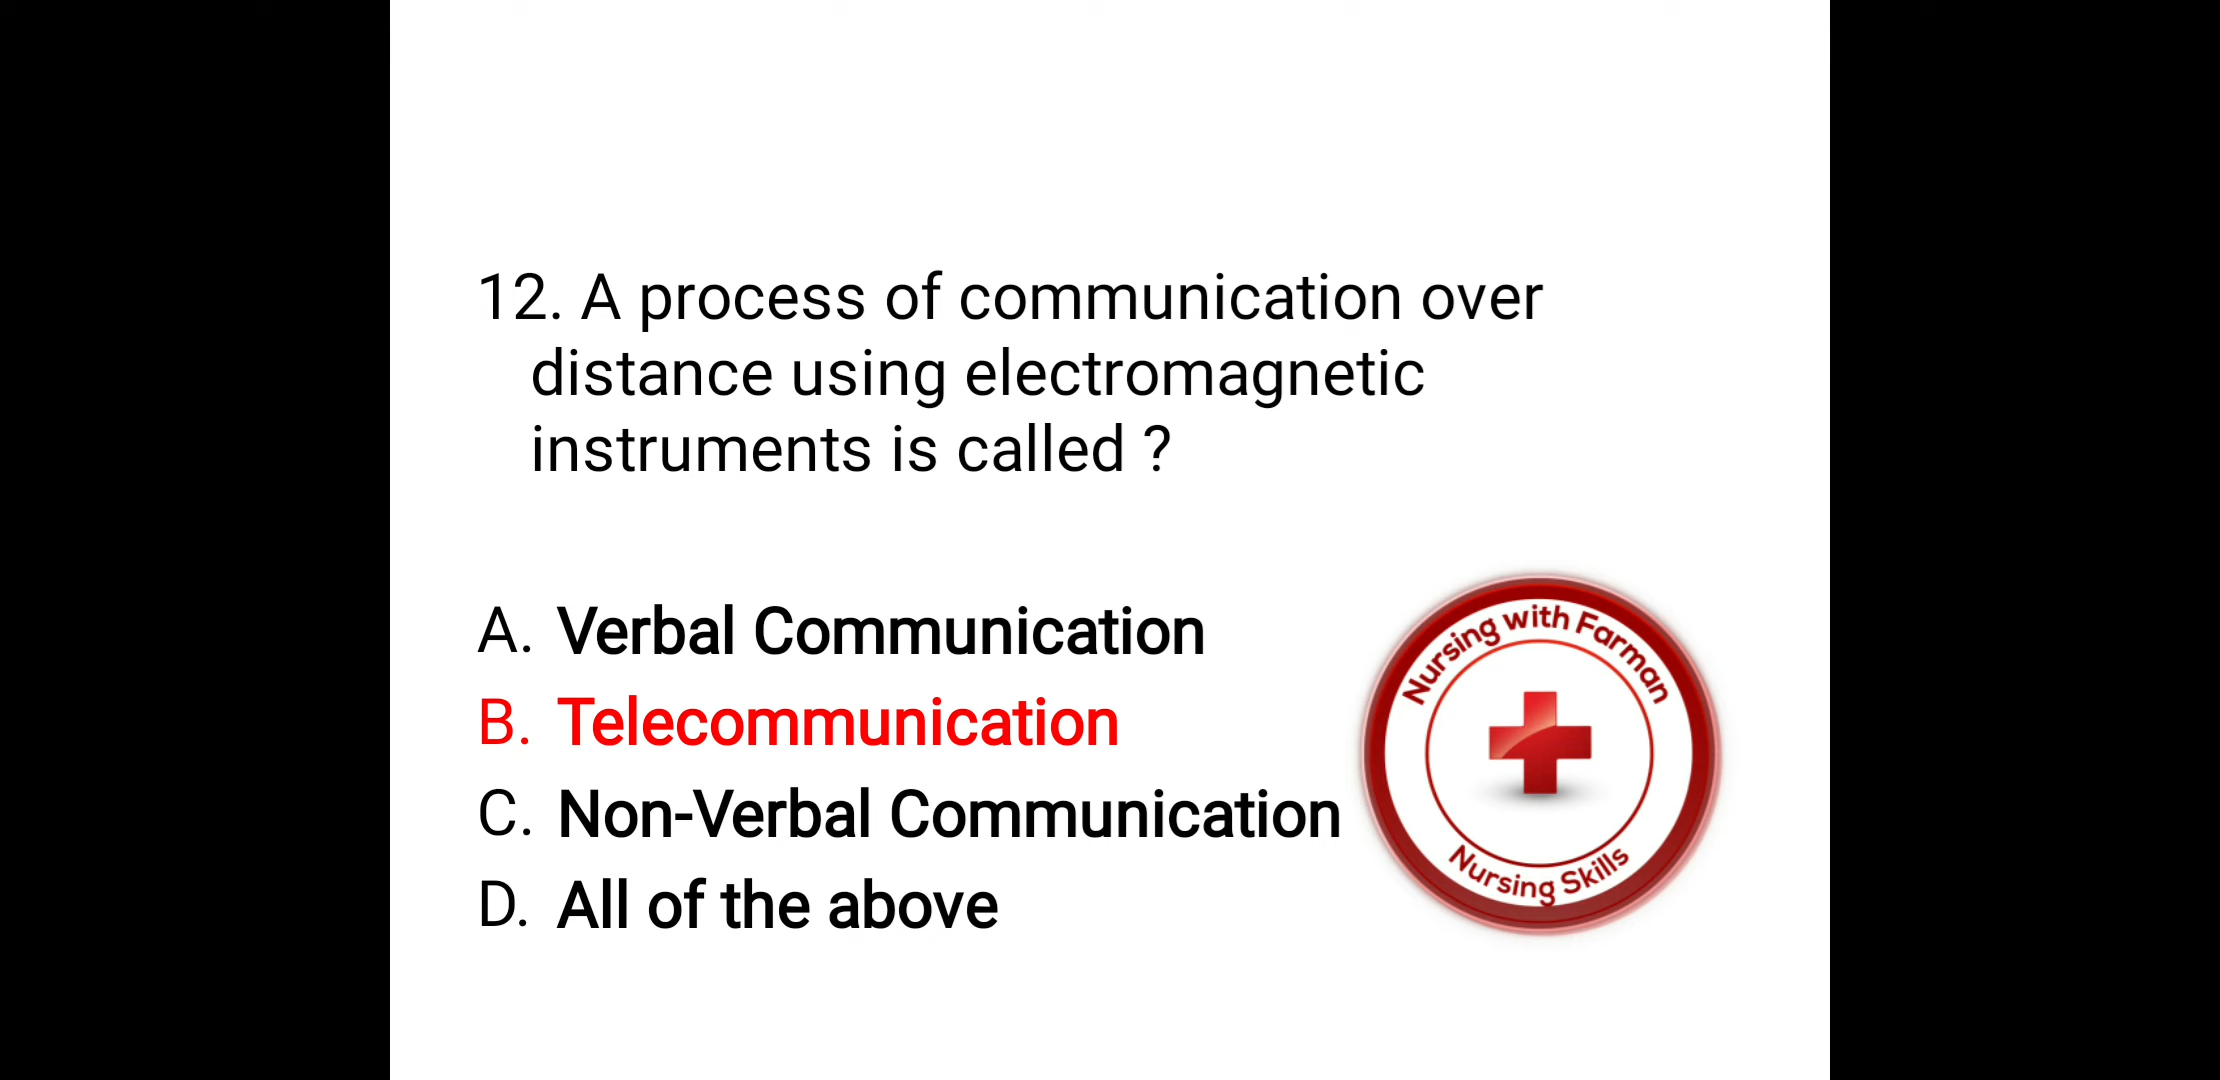 12. A process of communication over
distance using electromagnetic
instruments is called ?
A. Verbal Communication
B. Telecommunication
C. Non-Verbal Communication
D. All of the above
Nursing with Farman
Nursing Skills